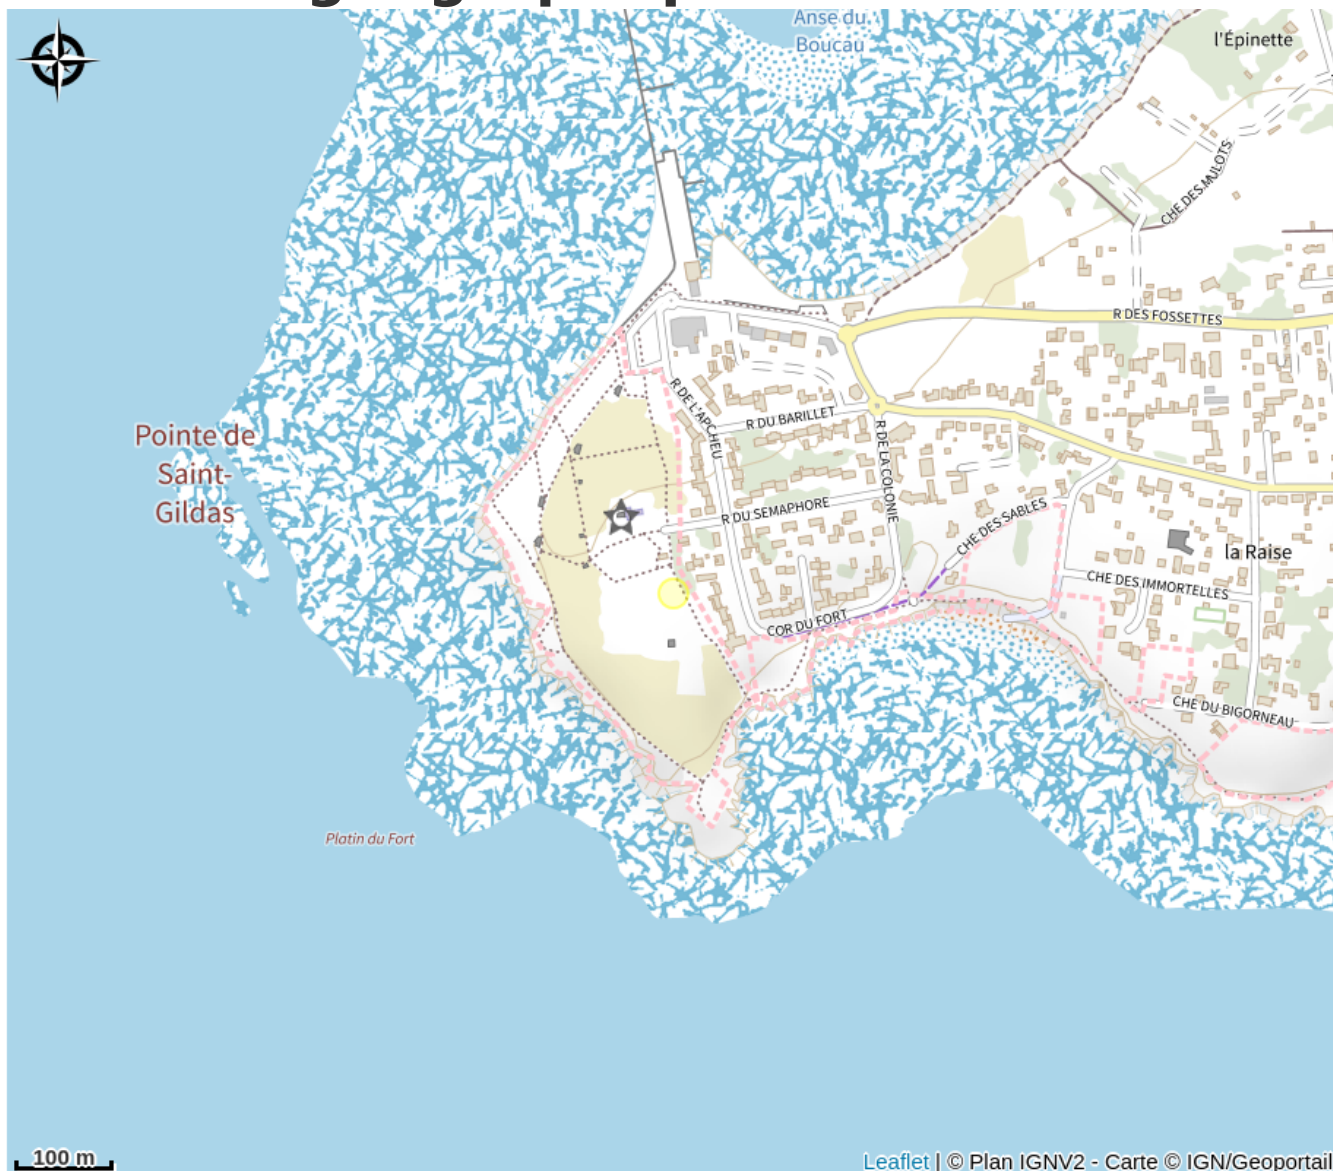 Anse du
Boucau
l'Épinette
CHE DES MULOTS
R DES FOSSETTES
R DE L'APCHEU
R DU BARILLET
R DE LA COLONIE
Pointe de
Saint-
Gildas
R DU SEMAPHORE
CHE DES SABLES
la Raise
CHE DES IMMORTELLES
COR DU FORT
CHE DU BIGORNEAU
Platin du Fort
100 m
Leaflet | © Plan IGNV2 - Carte © IGN/Geoportail